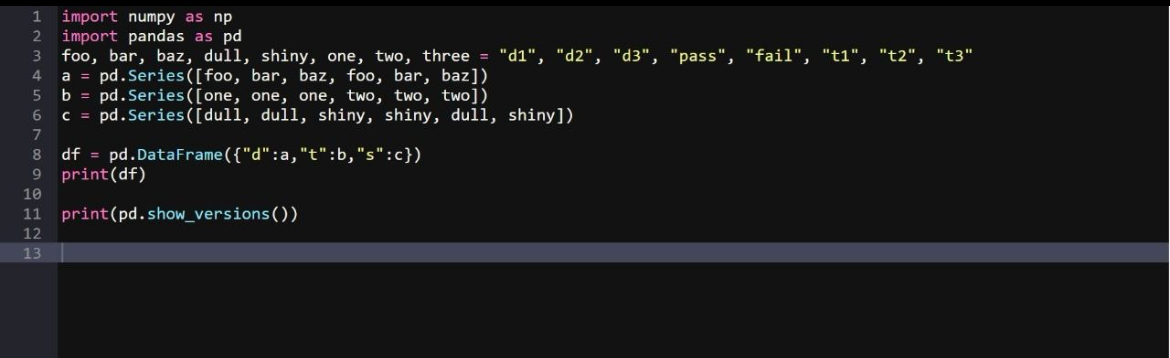 1 import numpy as np
2 import pandas as pd
3 foo, bar, baz, dull, shiny, one, two, three = "d1", "d2", "d3", "pass", "fail", "t1", "t2", "t3"
4 a = pd.Series([foo, bar, baz, foo, bar, baz])
5 b = pd.Series([one, one, one, two, two, two])
6 c = pd.Series([dull, dull, shiny, shiny, dull, shiny])
7
8 df = pd.DataFrame({"d":a,"t":b,"s":c})
9 print(df)
10
11 print(pd.show_versions())
12
13